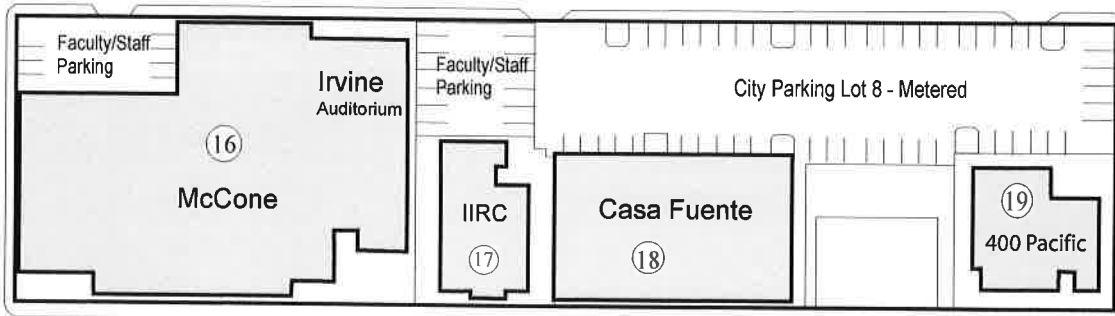 Faculty/Staff
Parking
Irvine
Auditorium
16
McCone
Faculty/Staff
Parking
IIRC
17
City Parking Lot 8 - Metered
Casa Fuente
18
19
400 Pacific